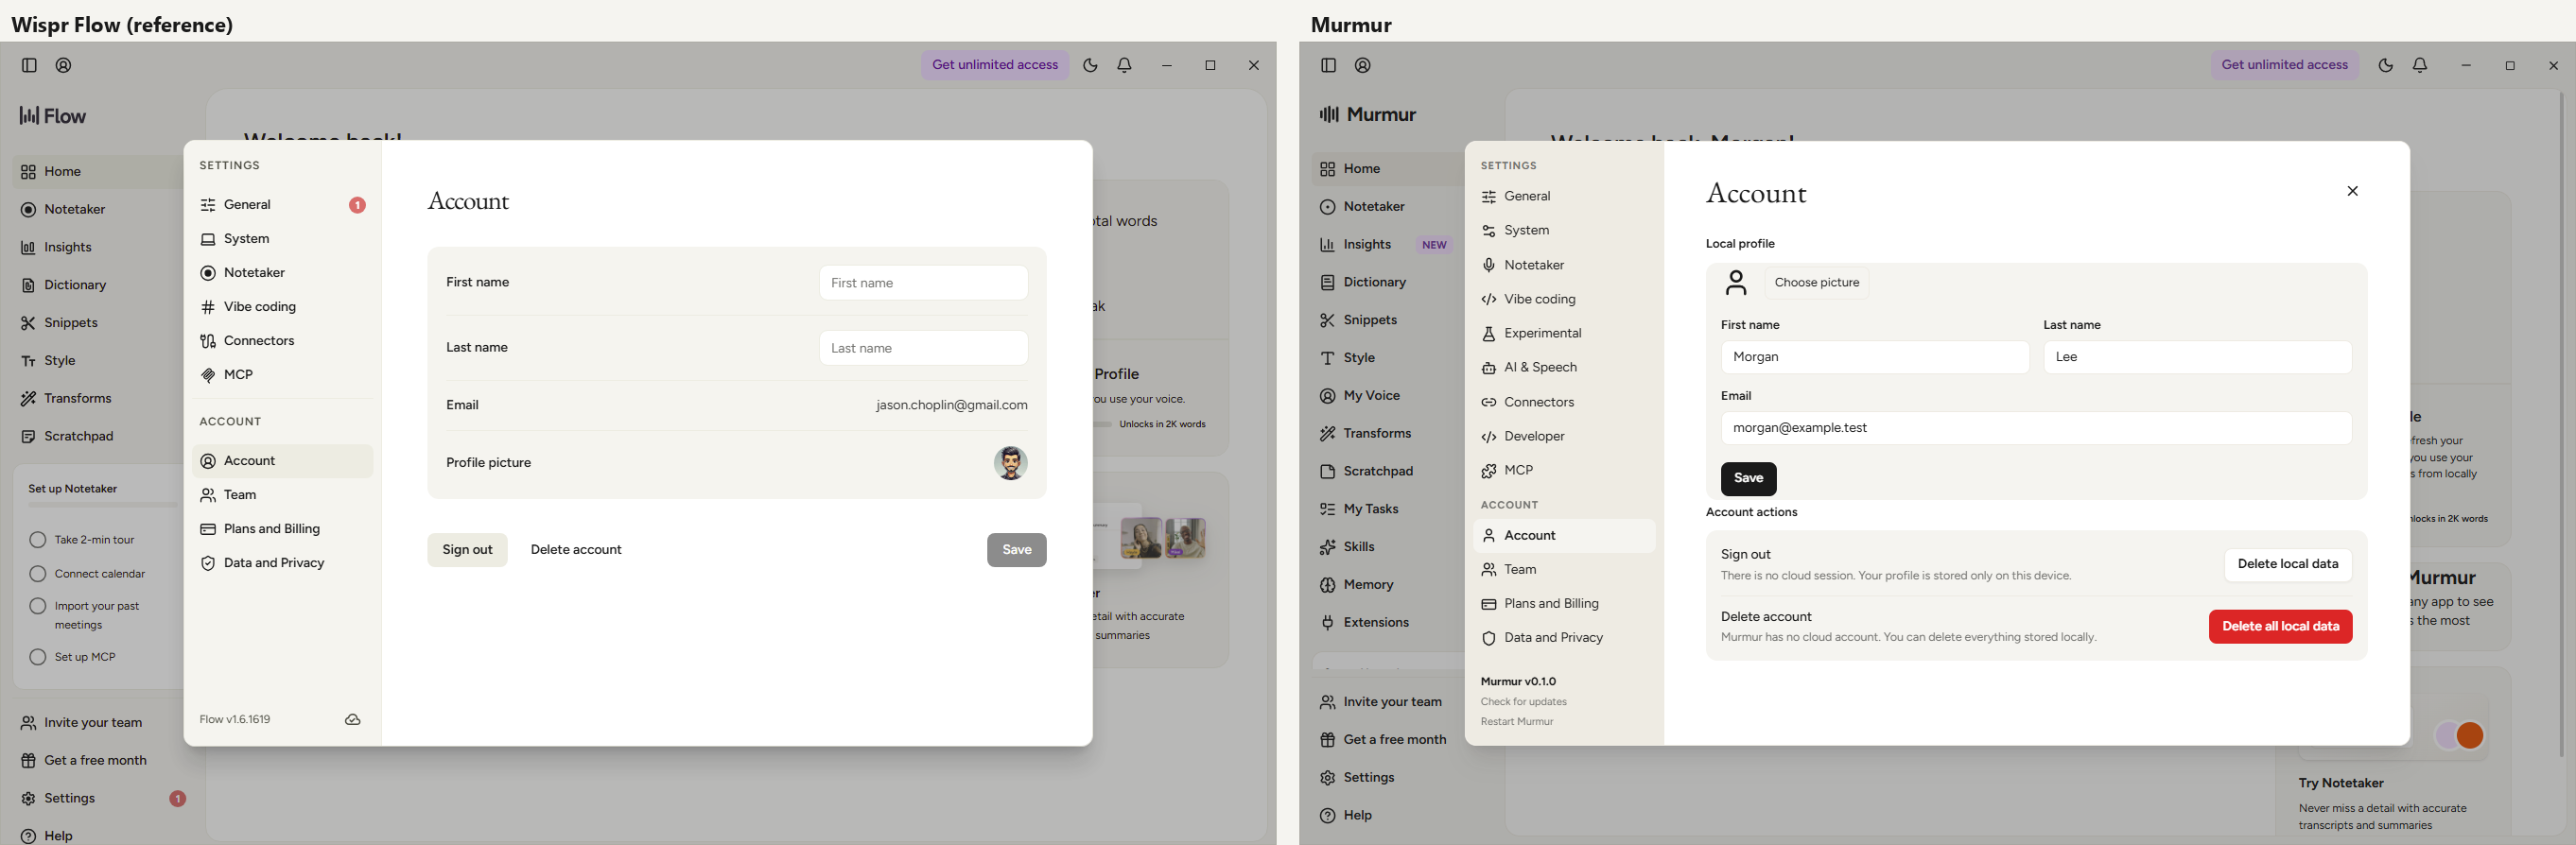 Wispr Flow (reference)
Get unlimited access
Flow
Home
Notetaker
Insights
Dictionary
Snippets
Style
Transforms
Scratchpad
Set up Notetaker
Take 2-min tour
Connect calendar
Import your past
meetings
Set up MCP
Invite your team
Get a free month
Settings
1
Help
Welcome back!
SETTINGS
General
1
System
Notetaker
Vibe coding
Connectors
MCP
ACCOUNT
Account
Team
Plans and Billing
Data and Privacy
Flow v1.6.1619
Account
First name
First name
Last name
Last name
Email
jason.choplin@gmail.com
Profile picture
Sign out
Delete account
Save
words
Profile
you use your voice.
Unlocks in 2K words
detail with accurate
summaries
Murmur
Get unlimited access
Murmur
Home
Notetaker
Insights
NEW
Dictionary
Snippets
Style
My Voice
Transforms
Scratchpad
My Tasks
Skills
Memory
Extensions
Invite your team
Get a free month
Settings
Help
Welcome back, Morgan!
SETTINGS
General
System
Notetaker
Vibe coding
Experimental
AI & Speech
Connectors
Developer
MCP
ACCOUNT
Account
Team
Plans and Billing
Data and Privacy
Murmur v0.1.0
Check for updates
Restart Murmur
Account
Local profile
Choose picture
First name
Last name
Morgan
Lee
Email
morgan@example.test
Save
Account actions
Sign out
There is no cloud session. Your profile is stored only on this device.
Delete local data
Delete account
Murmur has no cloud account. You can delete everything stored locally.
Delete all local data
your
you use your
from locally
in 2K words
Murmur
any app to see
the most
Try Notetaker
Never miss a detail with accurate
transcripts and summaries